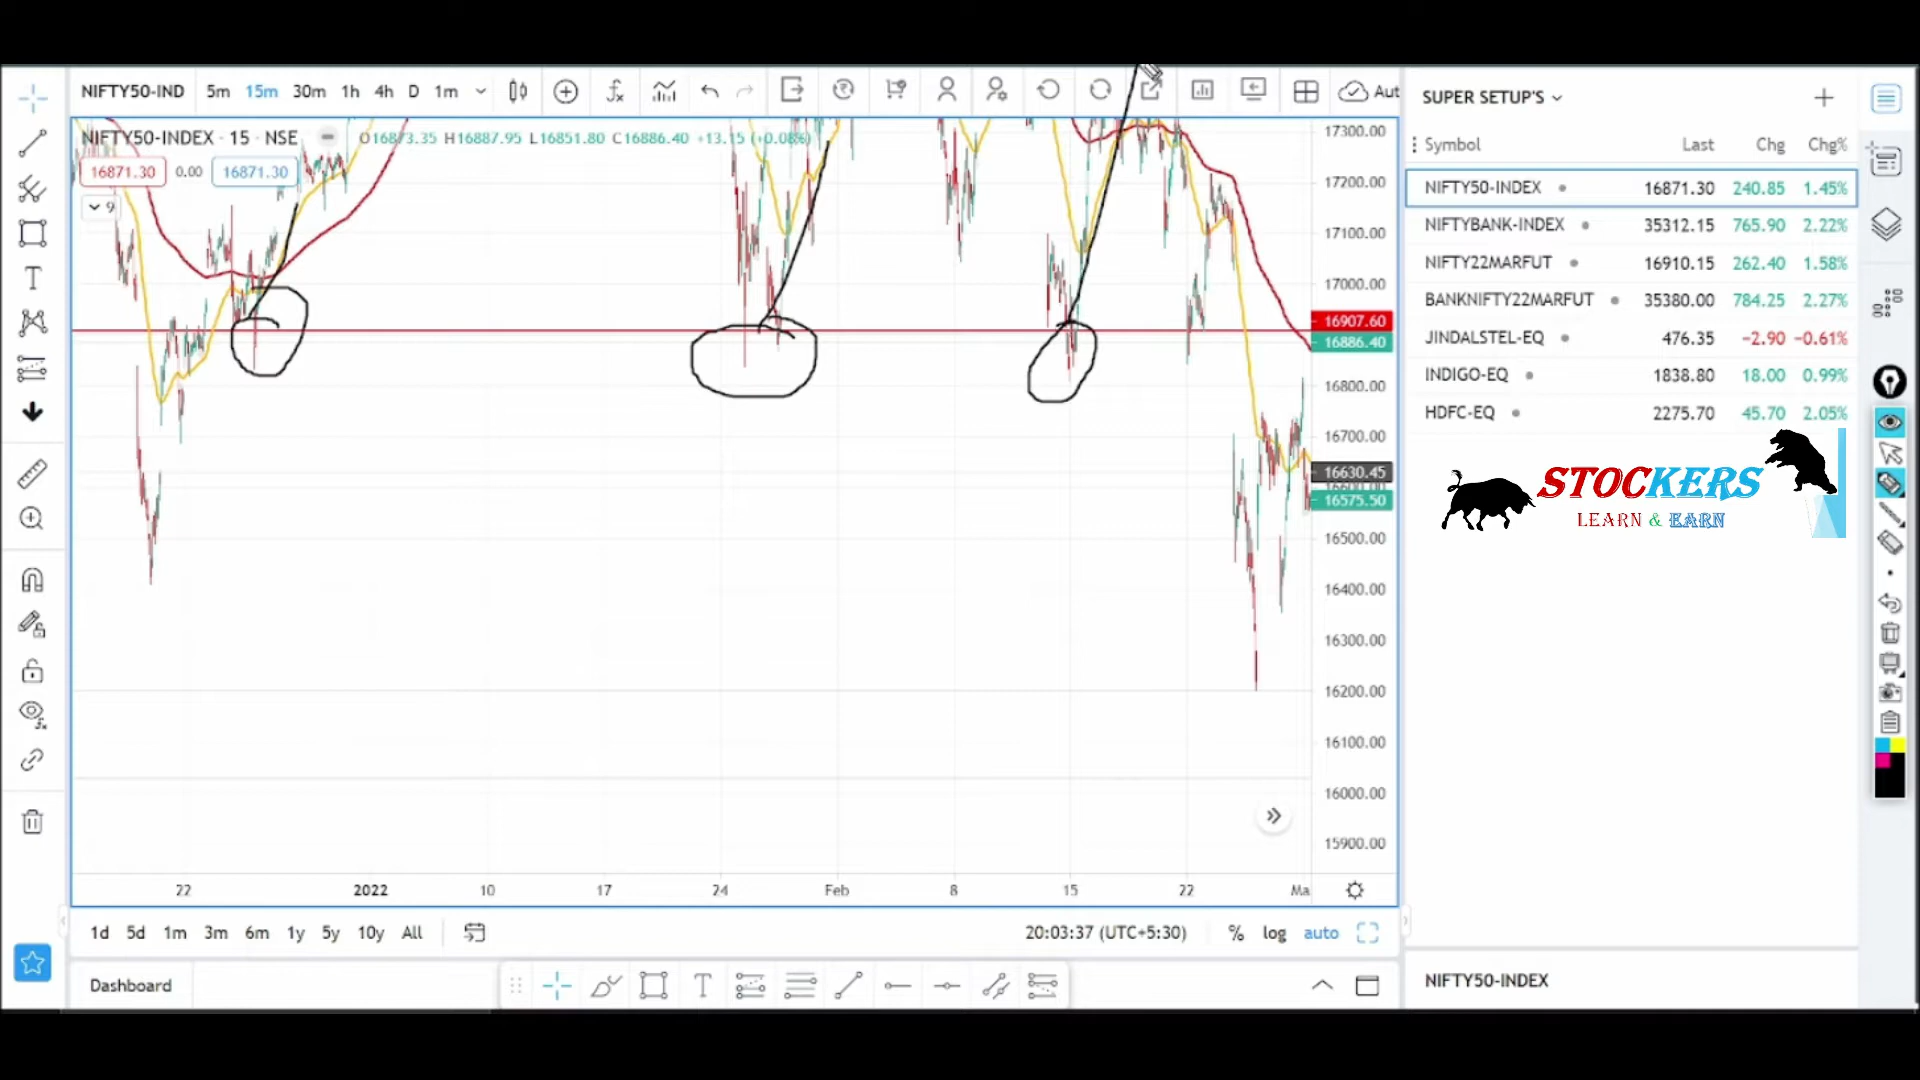 NIFTY50-IND 5m 15m 30m 1h 4h D 1m Aut
NIFTY50-INDEX · 15 · NSE O16873.35 H16887.95 L16851.80 C16886.40 +13.15 (+0.08%)
16871.30 0.00 16871.30
9
17300.00
17200.00
17100.00
17000.00
16907.60
16886.40
16800.00
16700.00
16630.45
16575.50
16500.00
16400.00
16300.00
16200.00
16100.00
16000.00
15900.00
22 2022 10 17 24 Feb 8 15 22 Ma
1d 5d 1m 3m 6m 1y 5y 10y All 20:03:37 (UTC+5:30) % log auto
Dashboard
SUPER SETUP'S
Symbol Last Chg Chg%
NIFTY50-INDEX 16871.30 240.85 1.45%
NIFTYBANK-INDEX 35312.15 765.90 2.22%
NIFTY22MARFUT 16910.15 262.40 1.58%
BANKNIFTY22MARFUT 35380.00 784.25 2.27%
JINDALSTEL-EQ 476.35 −2.90 −0.61%
INDIGO-EQ 1838.80 18.00 0.99%
HDFC-EQ 2275.70 45.70 2.05%
STOCKERS
LEARN & EARN
NIFTY50-INDEX